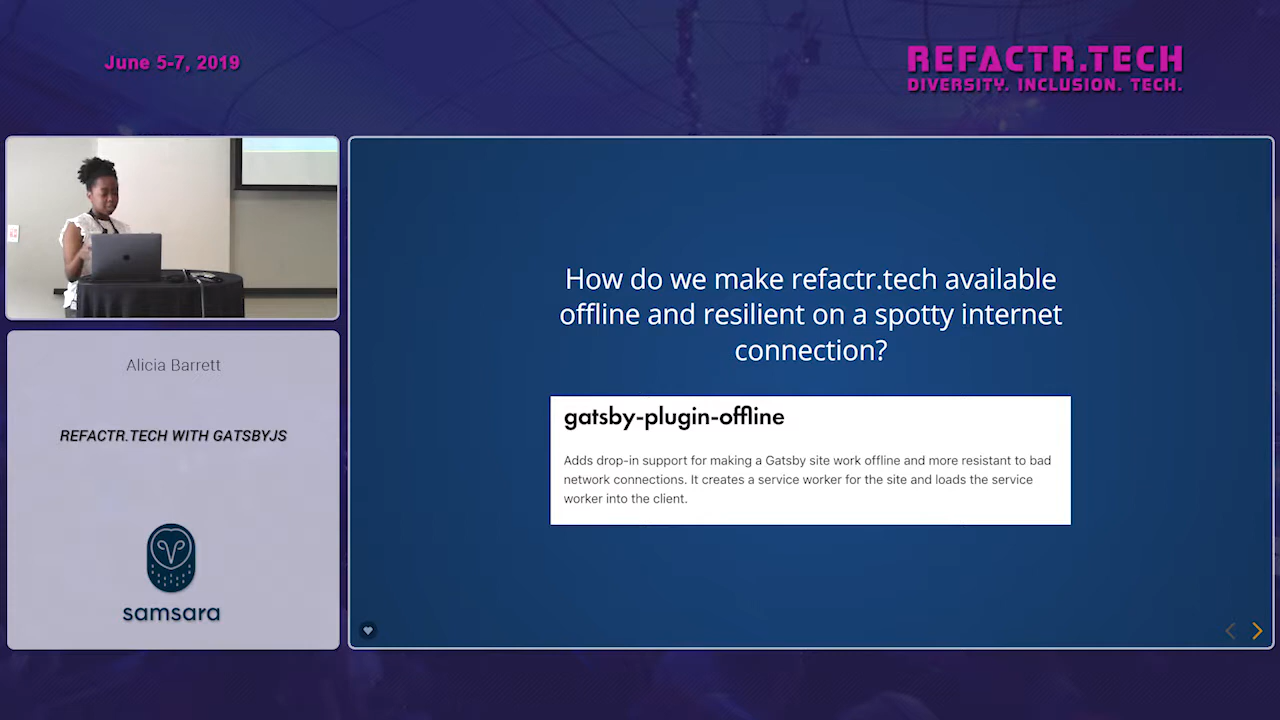 June 5-7, 2019
REFACTR.TECH
DIVERSITY. INCLUSION. TECH.
Alicia Barrett
REFACTR.TECH WITH GATSBYJS
samsara
How do we make refactr.tech available
offline and resilient on a spotty internet
connection?
gatsby-plugin-offline
Adds drop-in support for making a Gatsby site work offline and more resistant to bad
network connections. It creates a service worker for the site and loads the service
worker into the client.